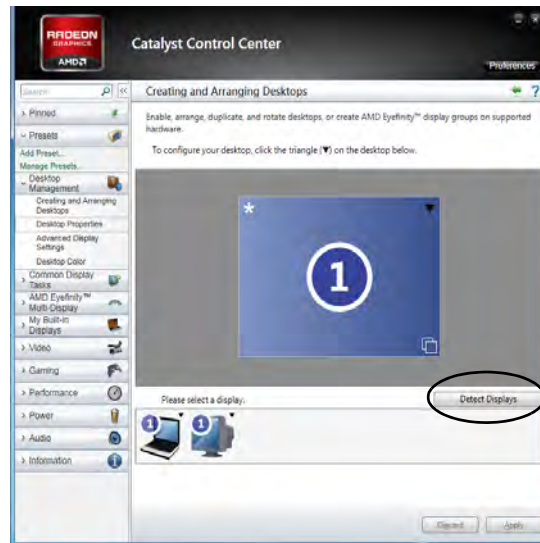 RADEON
GRAPHICS
AMD
Catalyst Control Center
Preferences
Search
Creating and Arranging Desktops
?
Pinned
Presets
Add Preset...
Manage Presets...
Desktop
Management
Creating and Arranging
Desktops
Desktop Properties
Advanced Display
Settings
Desktop Color
Common Display
Tasks
AMD Eyefinity™
Multi-Display
My Built-in
Displays
Video
Gaming
Performance
Power
Audio
Information
Enable, arrange, duplicate, and rotate desktops, or create AMD Eyefinity™ display groups on supported
hardware.
To configure your desktop, click the triangle (▼) on the desktop below.
*
1
Please select a display.
Detect Displays
1
1
Discard
Apply